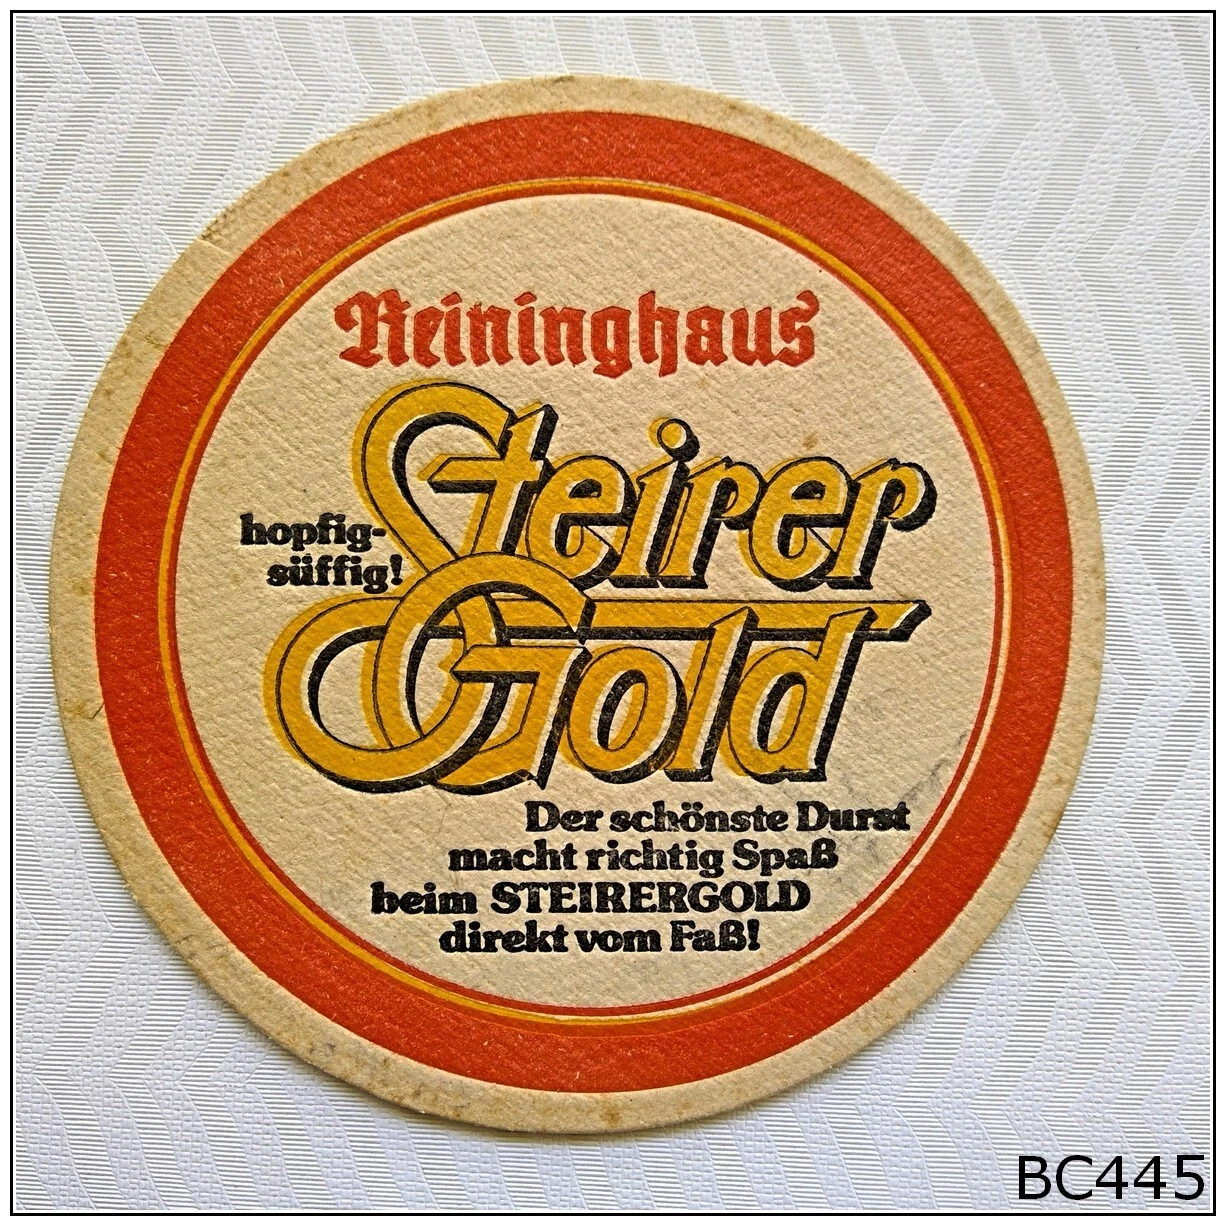 Reininghaus
Steirer
hopfig-
süffig!
Gold
Der schönste Durst
macht richtig Spaß
beim STEIRERGOLD
direkt vom Faß!
BC445